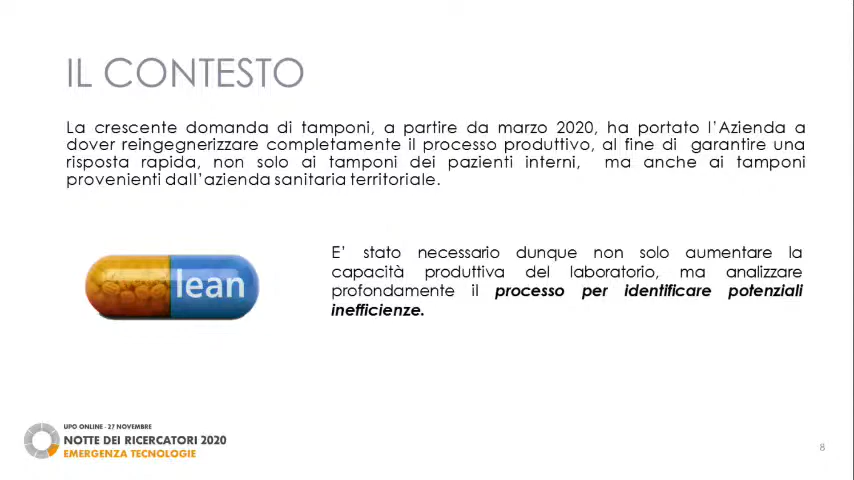 IL CONTESTO
La crescente domanda di tamponi, a partire da marzo 2020, ha portato l'Azienda a
dover reingegnerizzare completamente il processo produttivo, al fine di garantire una
risposta rapida, non solo ai tamponi dei pazienti interni, ma anche ai tamponi
provenienti dall'azienda sanitaria territoriale.
E' stato necessario dunque non solo aumentare la
capacità produttiva del laboratorio, ma analizzare
profondamente il processo per identificare potenziali
inefficienze.
lean
UPO ONLINE - 27 NOVEMBRE
NOTTE DEI RICERCATORI 2020
EMERGENZA TECNOLOGIE
8